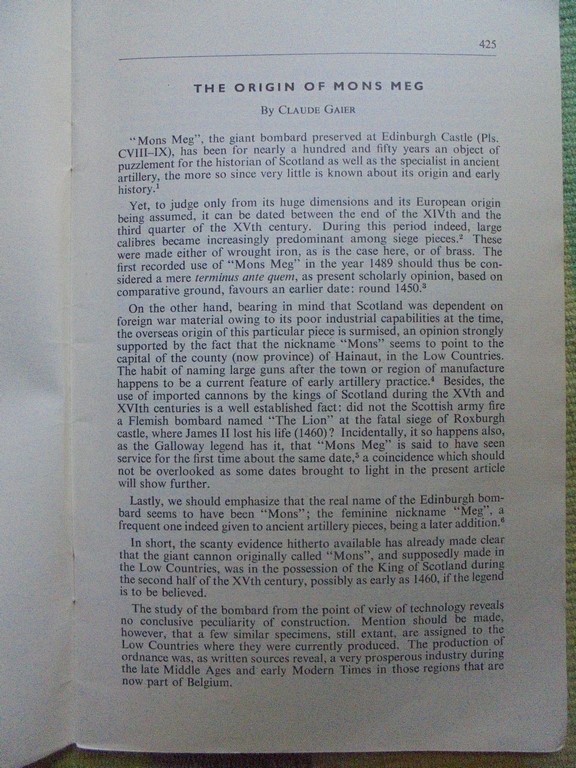 425
THE ORIGIN OF MONS MEG
By CLAUDE GAIER
"Mons Meg", the giant bombard preserved at Edinburgh Castle (Pls.
CVIII–IX), has been for nearly a hundred and fifty years an object of
puzzlement for the historian of Scotland as well as the specialist in ancient
artillery, the more so since very little is known about its origin and early
history.¹
Yet, to judge only from its huge dimensions and its European origin
being assumed, it can be dated between the end of the XIVth and the
third quarter of the XVth century. During this period indeed, large
calibres became increasingly predominant among siege pieces.² These
were made either of wrought iron, as is the case here, or of brass. The
first recorded use of "Mons Meg" in the year 1489 should thus be con-
sidered a mere terminus ante quem, as present scholarly opinion, based on
comparative ground, favours an earlier date: round 1450.³
On the other hand, bearing in mind that Scotland was dependent on
foreign war material owing to its poor industrial capabilities at the time,
the overseas origin of this particular piece is surmised, an opinion strongly
supported by the fact that the nickname "Mons" seems to point to the
capital of the county (now province) of Hainaut, in the Low Countries.
The habit of naming large guns after the town or region of manufacture
happens to be a current feature of early artillery practice.⁴ Besides, the
use of imported cannons by the kings of Scotland during the XVth and
XVIth centuries is a well established fact: did not the Scottish army fire
a Flemish bombard named "The Lion" at the fatal siege of Roxburgh
castle, where James II lost his life (1460)? Incidentally, it so happens also,
as the Galloway legend has it, that "Mons Meg" is said to have seen
service for the first time about the same date,⁵ a coincidence which should
not be overlooked as some dates brought to light in the present article
will show further.
Lastly, we should emphasize that the real name of the Edinburgh bom-
bard seems to have been "Mons"; the feminine nickname "Meg", a
frequent one indeed given to ancient artillery pieces, being a later addition.⁶
In short, the scanty evidence hitherto available has already made clear
that the giant cannon originally called "Mons", and supposedly made in
the Low Countries, was in the possession of the King of Scotland during
the second half of the XVth century, possibly as early as 1460, if the legend
is to be believed.
The study of the bombard from the point of view of technology reveals
no conclusive peculiarity of construction. Mention should be made,
however, that a few similar specimens, still extant, are assigned to the
Low Countries where they were currently produced. The production of
ordnance was, as written sources reveal, a very prosperous industry during
the late Middle Ages and early Modern Times in those regions that are
now part of Belgium.